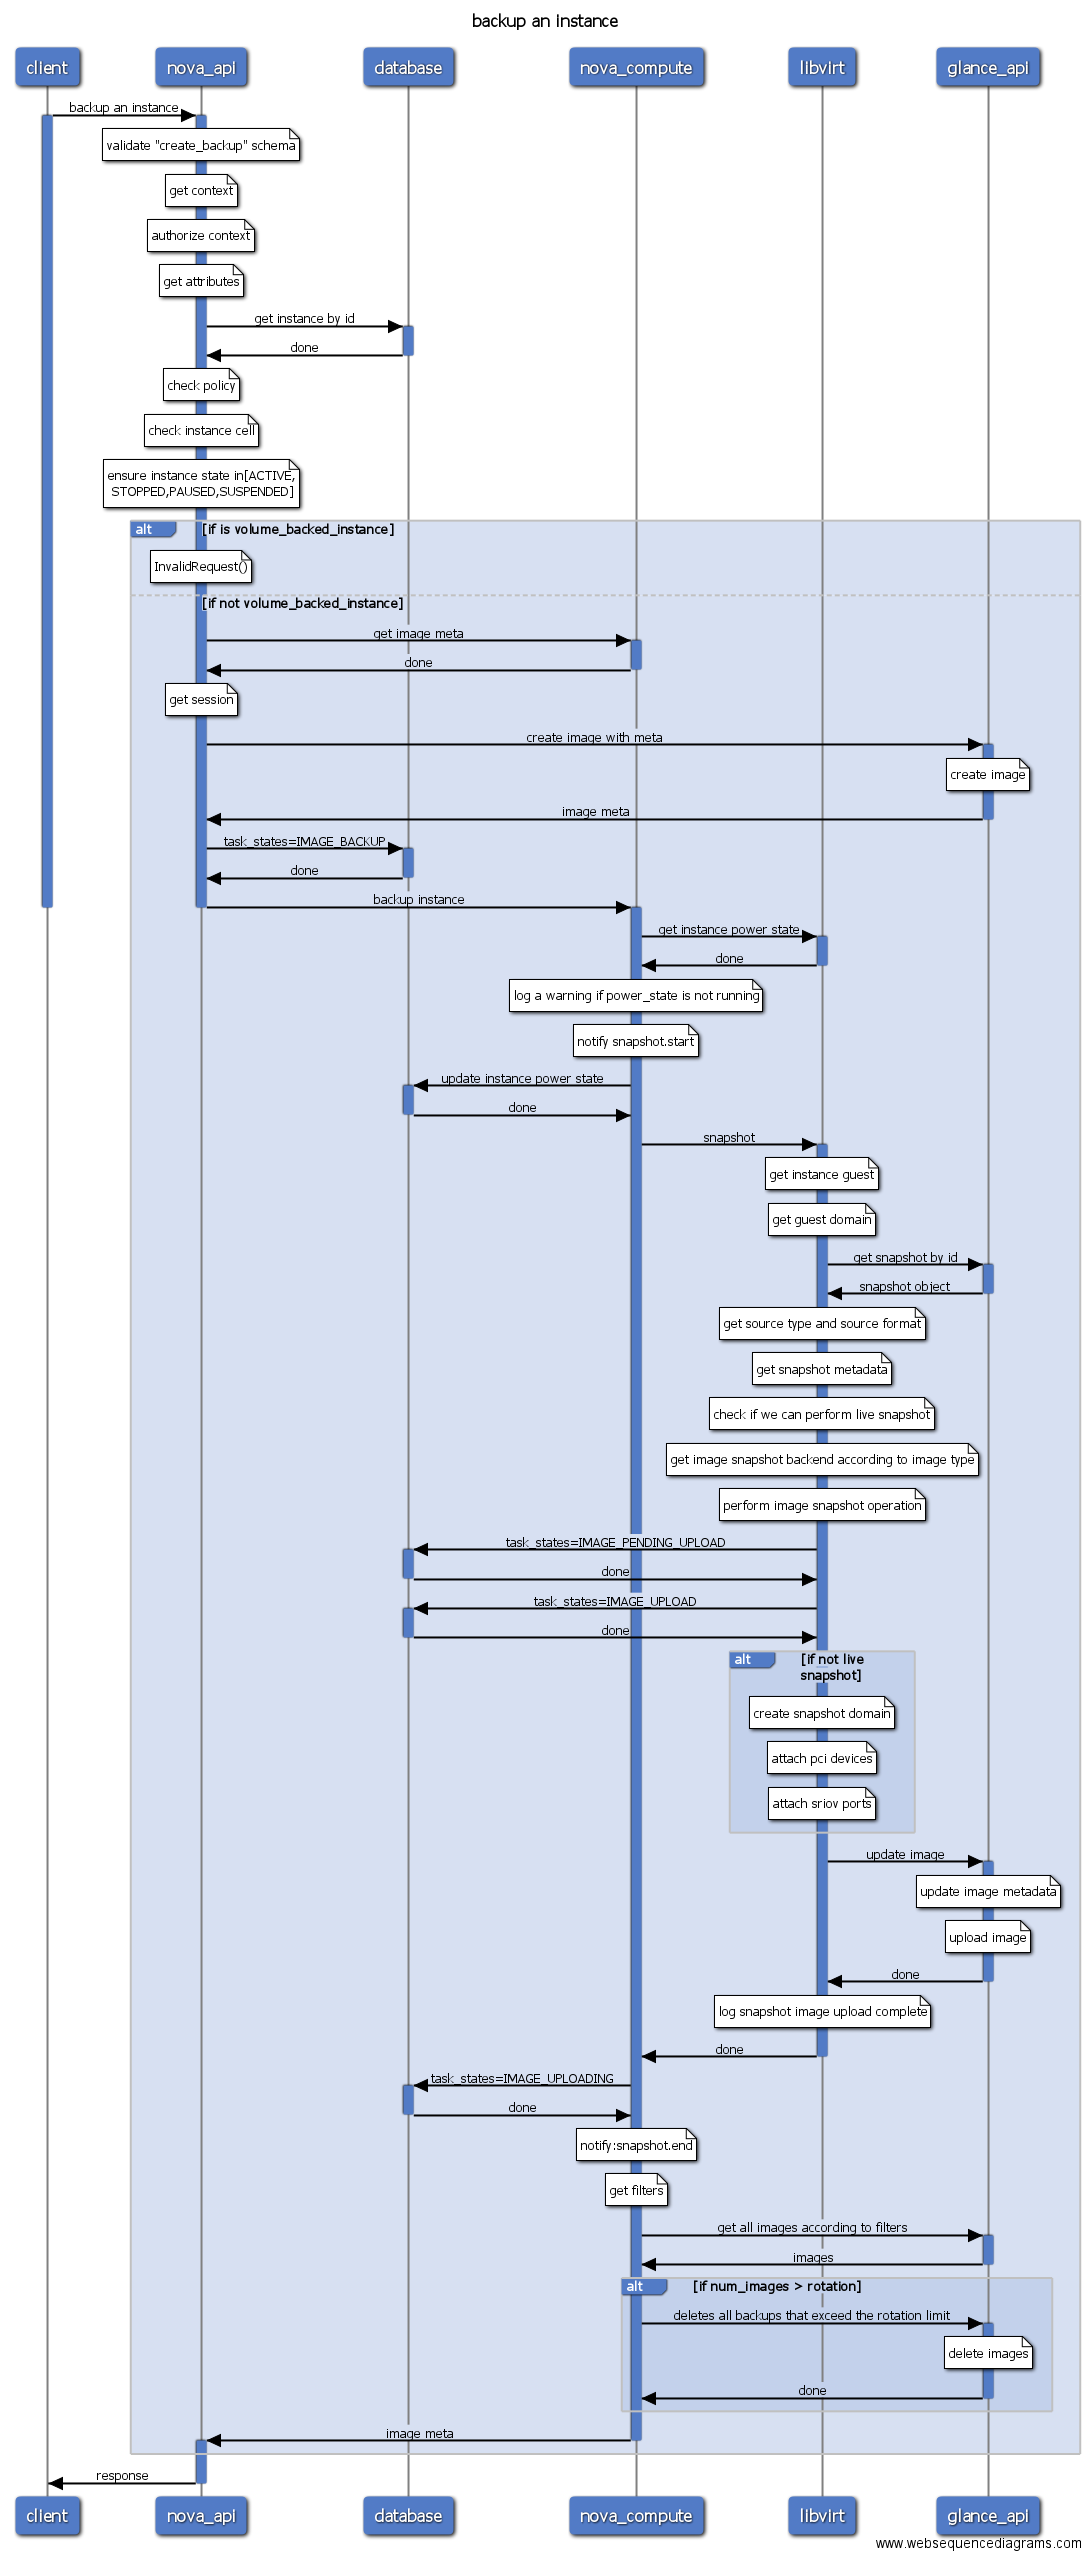 backup an instance
client
nova_api
database
nova_compute
libvirt
glance_api
backup an instance
validate "create_backup" schema
get context
authorize context
get attributes
get instance by id
done
check policy
check instance cell
ensure instance state in[ACTIVE,
STOPPED,PAUSED,SUSPENDED]
alt
[if is volume_backed_instance]
InvalidRequest()
[if not volume_backed_instance]
get image meta
done
get session
create image with meta
create image
image meta
task_states=IMAGE_BACKUP
done
backup instance
get instance power state
done
log a warning if power_state is not running
notify snapshot.start
update instance power state
done
snapshot
get instance guest
get guest domain
get snapshot by id
snapshot object
get source type and source format
get snapshot metadata
check if we can perform live snapshot
get image snapshot backend according to image type
perform image snapshot operation
task_states=IMAGE_PENDING_UPLOAD
done
task_states=IMAGE_UPLOAD
done
alt
[if not live
snapshot]
create snapshot domain
attach pci devices
attach sriov ports
update image
update image metadata
upload image
done
log snapshot image upload complete
done
task_states=IMAGE_UPLOADING
done
notify:snapshot.end
get filters
get all images according to filters
images
alt
[if num_images > rotation]
deletes all backups that exceed the rotation limit
delete images
done
image meta
response
client
nova_api
database
nova_compute
libvirt
glance_api
www.websequencediagrams.com